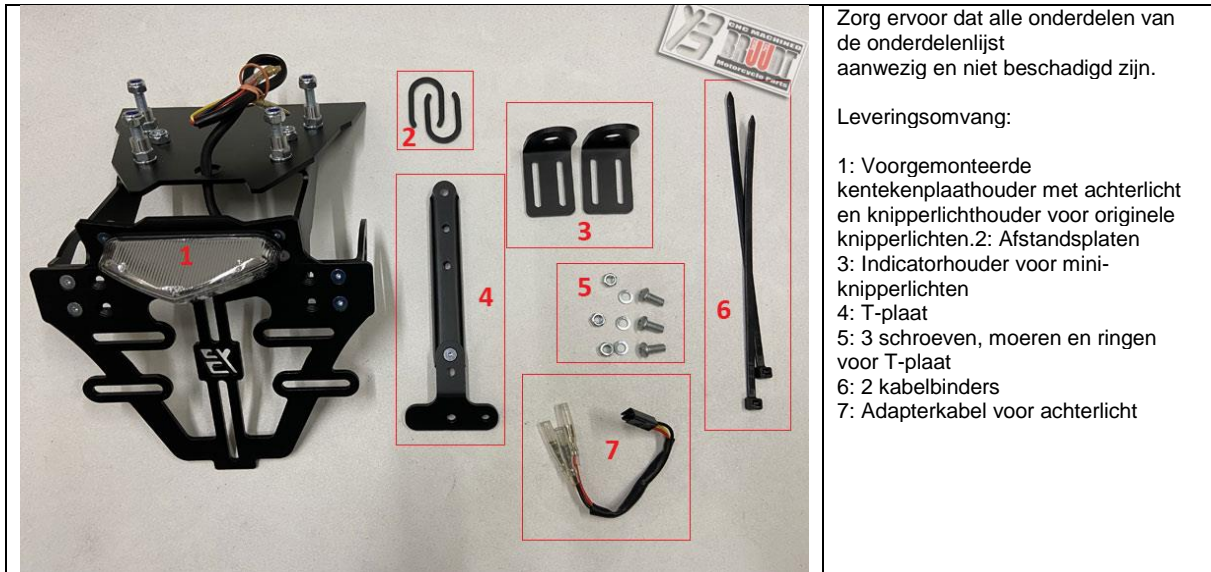 CNC MACHINED
Motorcycle Parts
1
2
3
4
5
6
7
Zorg ervoor dat alle onderdelen van
de onderdelenlijst
aanwezig en niet beschadigd zijn.
Leveringsomvang:
1: Voorgemonteerde
kentekenplaathouder met achterlicht
en knipperlichthouder voor originele
knipperlichten.2: Afstandsplaten
3: Indicatorhouder voor mini-
knipperlichten
4: T-plaat
5: 3 schroeven, moeren en ringen
voor T-plaat
6: 2 kabelbinders
7: Adapterkabel voor achterlicht